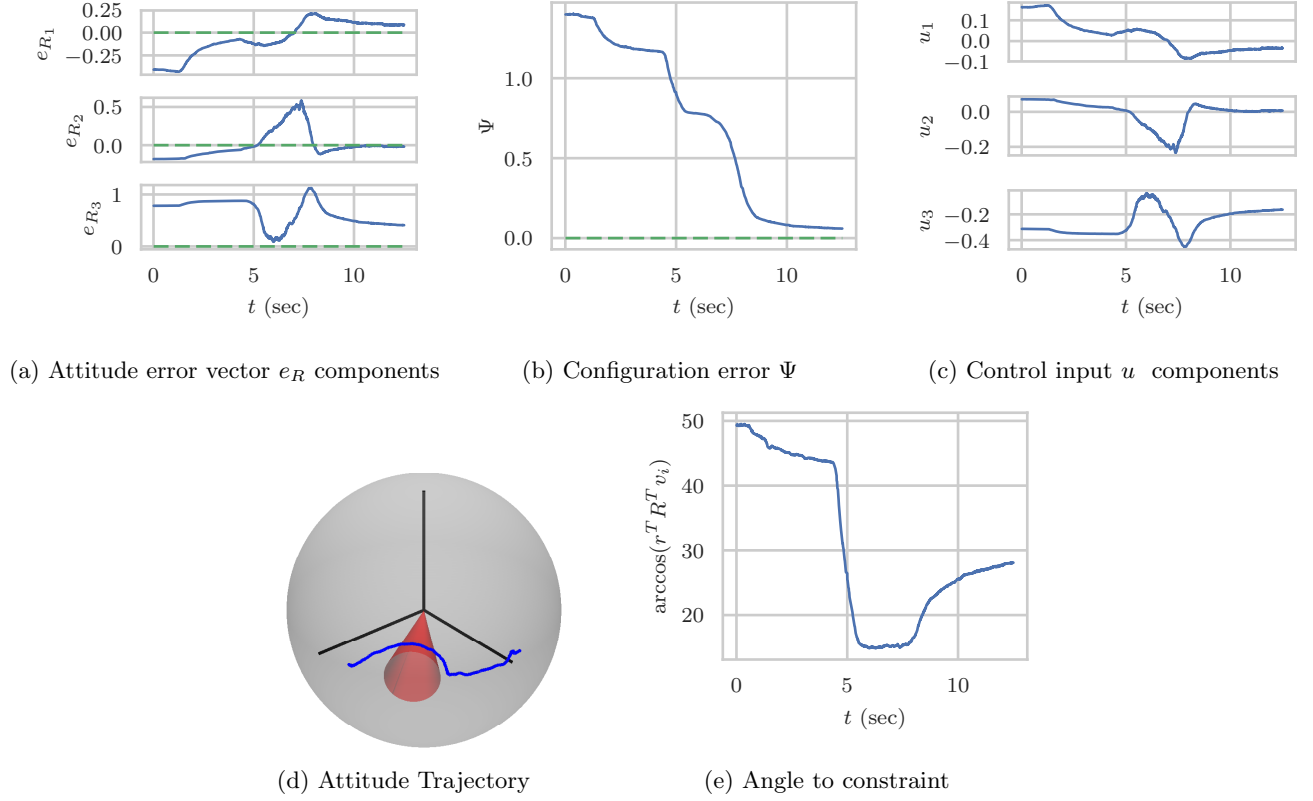 0.25
0.00
−0.25
e_{R_1}
0.5
0.0
e_{R_2}
1
0
e_{R_3}
0 5 10
t (sec)
(a) Attitude error vector e_R components
1.0
0.5
0.0
Ψ
0 5 10
t (sec)
(b) Configuration error Ψ
0.1
0.0
−0.1
u_1
0.0
−0.2
u_2
−0.2
−0.4
u_3
0 5 10
t (sec)
(c) Control input u components
(d) Attitude Trajectory
50
40
30
20
arccos(r^T R^T v_i)
0 5 10
t (sec)
(e) Angle to constraint